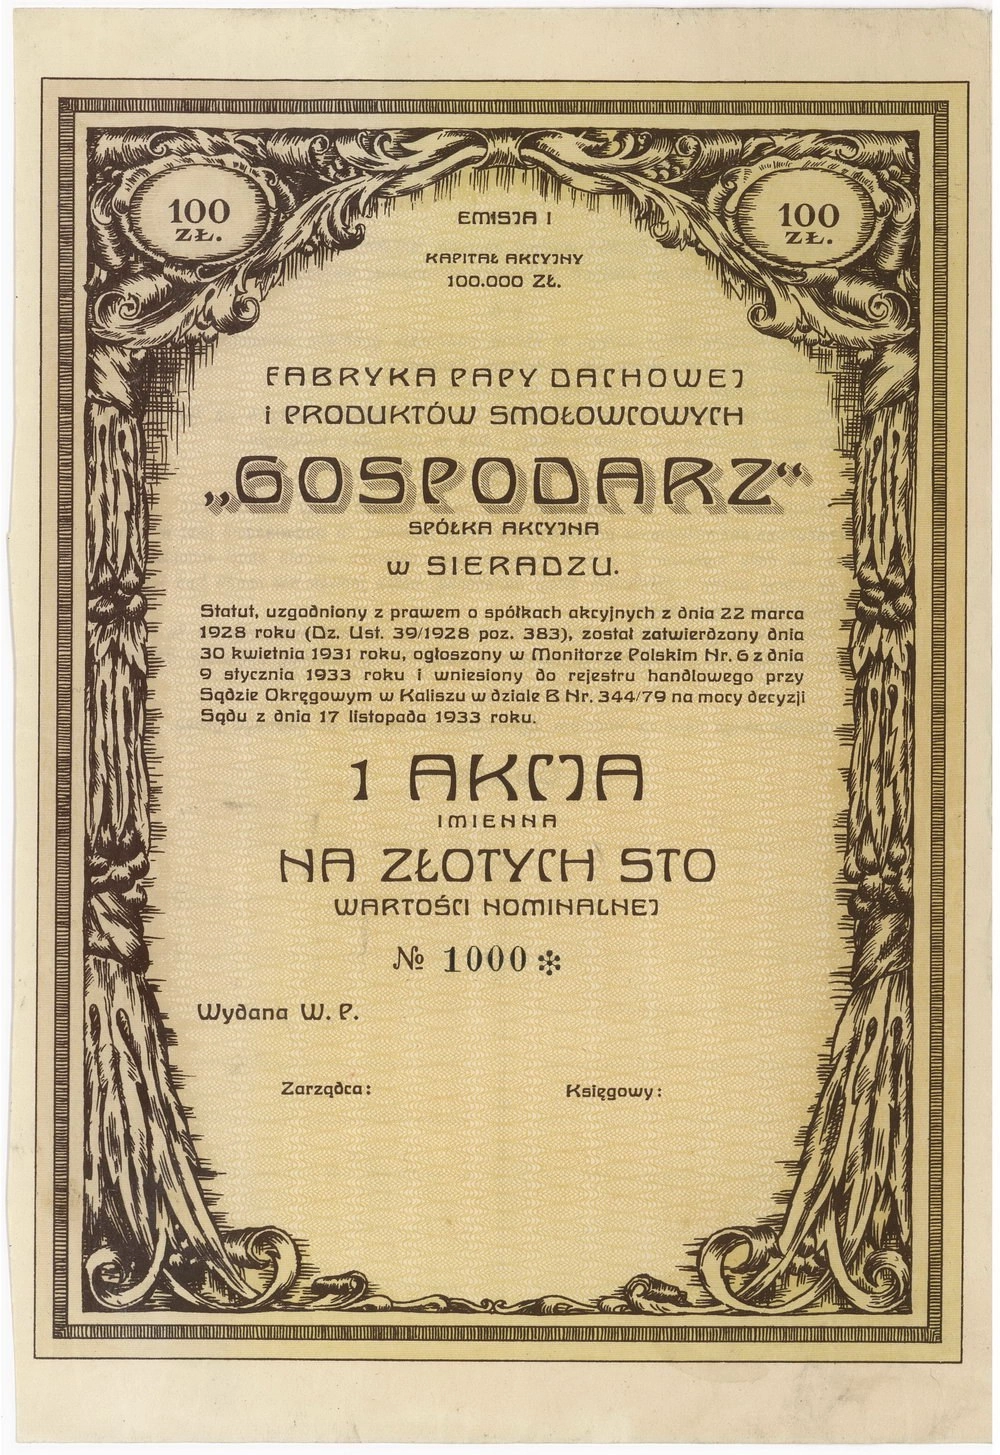 100
ZŁ.
100
ZŁ.
EMISJA I
KAPITAŁ AKCYJNY
100.000 ZŁ.
FABRYKA PAPY DACHOWEJ
i PRODUKTÓW SMOŁOWCOWYCH
„GOSPODARZ“
SPÓŁKA AKCYJNA
w SIERADZU.
Statut, uzgodniony z prawem o spółkach akcyjnych z dnia 22 marca
1928 roku (Dz. Ust. 39/1928 poz. 383), został zatwierdzony dnia
30 kwietnia 1931 roku, ogłoszony w Monitorze Polskim Nr. 6 z dnia
9 stycznia 1933 roku i wniesiony do rejestru handlowego przy
Sądzie Okręgowym w Kaliszu w dziale B Nr. 344/79 na mocy decyzji
Sądu z dnia 17 listopada 1933 roku.
1 AKCJA
IMIENNA
NA ZŁOTYCH STO
WARTOŚCI NOMINALNEJ
№ 1000 ✻
Wydana W. P.
Zarządca:
Księgowy: